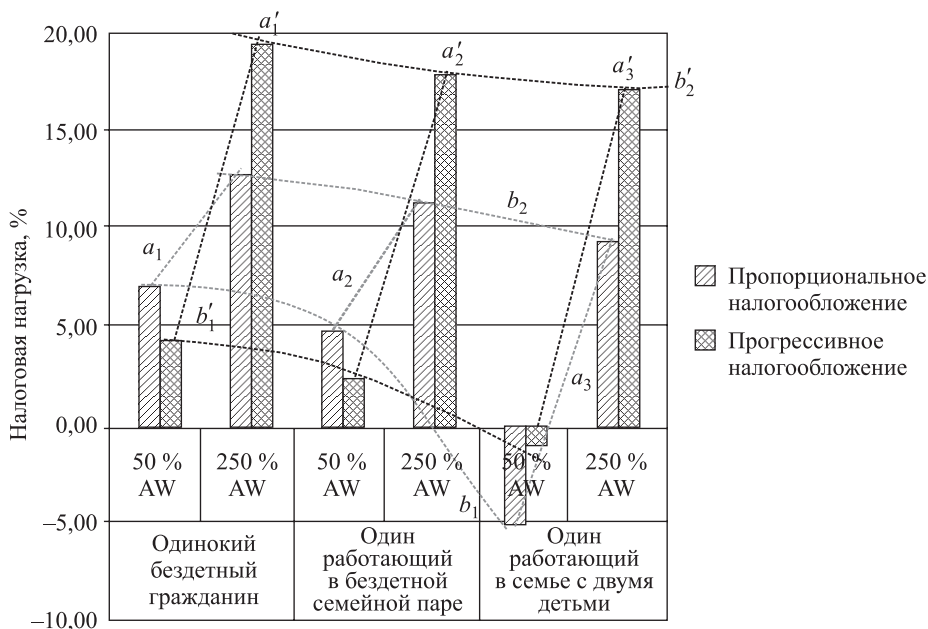 20,00
15,00
10,00
5,00
0,00
–5,00
–10,00
Налоговая нагрузка, %
a′1
a′2
a′3
b′2
a1
b′1
a2
b2
a3
b1
50 %
AW
250 %
AW
50 %
AW
250 %
AW
50 %
AW
250 %
AW
Одинокий
бездетный
гражданин
Один
работающий
в бездетной
семейной паре
Один
работающий
в семье с двумя
детьми
Пропорциональное
налогообложение
Прогрессивное
налогообложение